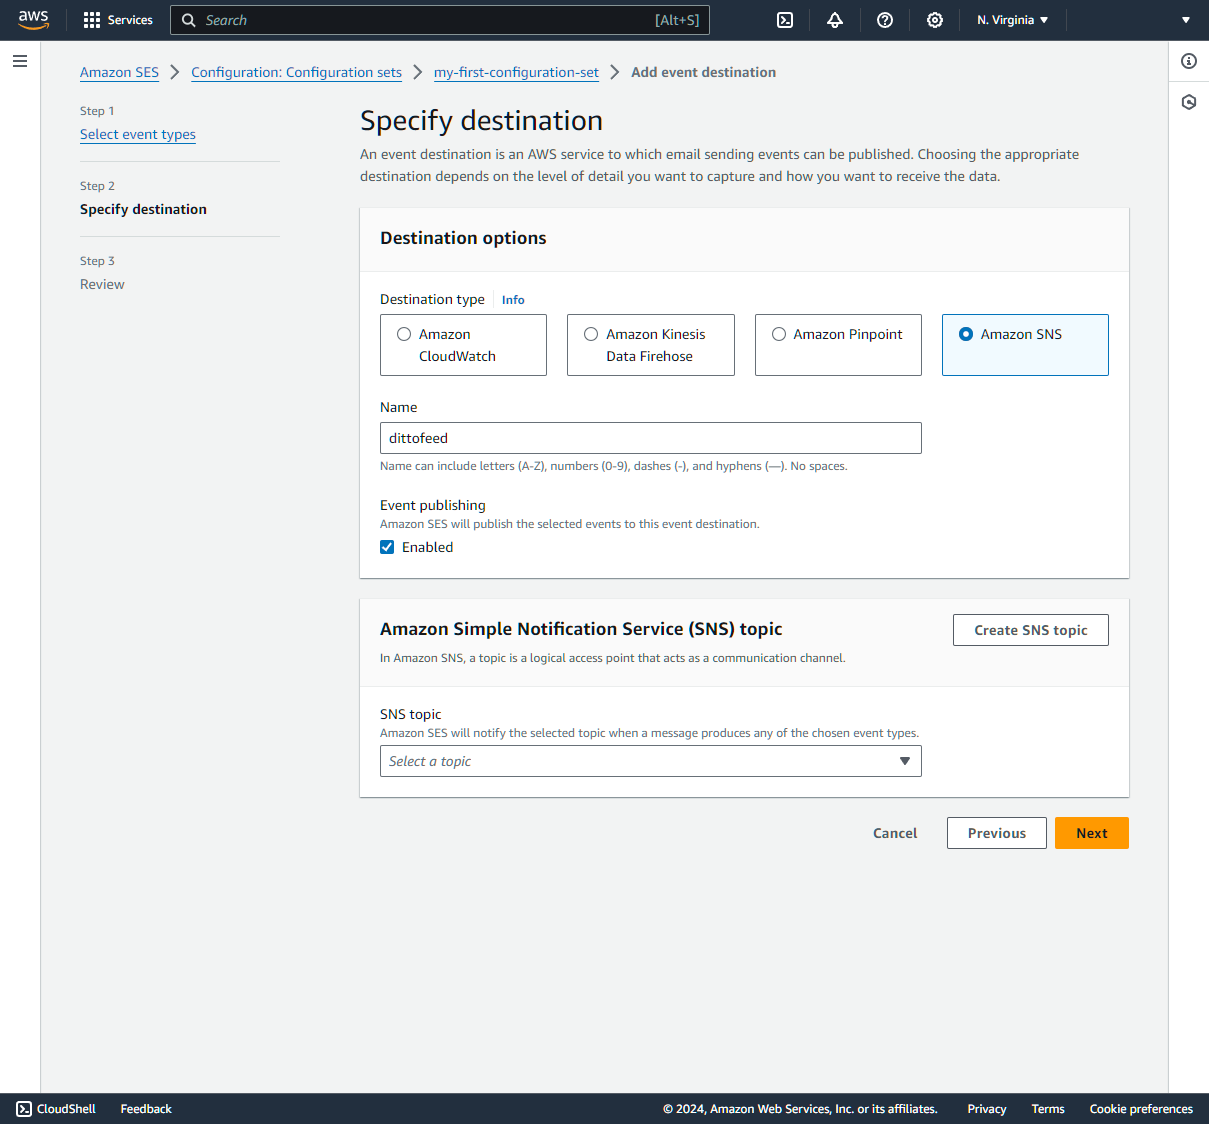 aws Services Search [Alt+S] N. Virginia
Amazon SES Configuration: Configuration sets my-first-configuration-set Add event destination
Step 1
Select event types
Step 2
Specify destination
Step 3
Review
Specify destination
An event destination is an AWS service to which email sending events can be published. Choosing the appropriate
destination depends on the level of detail you want to capture and how you want to receive the data.
Destination options
Destination type Info
Amazon
CloudWatch
Amazon Kinesis
Data Firehose
Amazon Pinpoint
Amazon SNS
Name
dittofeed
Name can include letters (A-Z), numbers (0-9), dashes (-), and hyphens (—). No spaces.
Event publishing
Amazon SES will publish the selected events to this event destination.
Enabled
Amazon Simple Notification Service (SNS) topic
Create SNS topic
In Amazon SNS, a topic is a logical access point that acts as a communication channel.
SNS topic
Amazon SES will notify the selected topic when a message produces any of the chosen event types.
Select a topic
Cancel Previous Next
CloudShell Feedback © 2024, Amazon Web Services, Inc. or its affiliates. Privacy Terms Cookie preferences